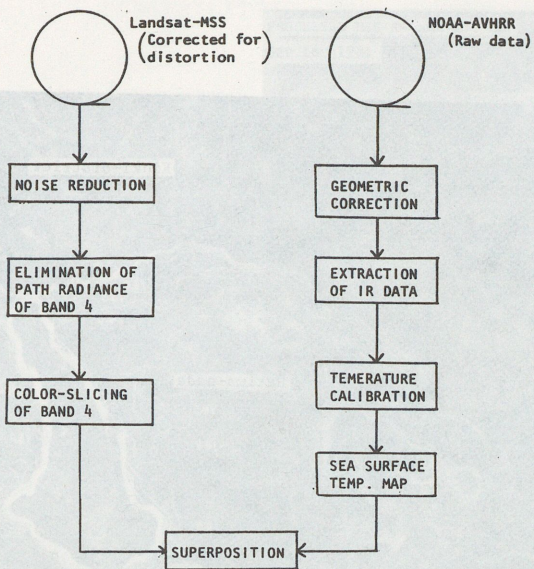 Landsat-MSS
(Corrected for
distortion)
NOISE REDUCTION
ELIMINATION OF
PATH RADIANCE
OF BAND 4
COLOR-SLICING
OF BAND 4
NOAA-AVHRR
(Raw data)
GEOMETRIC
CORRECTION
EXTRACTION
OF IR DATA
TEMERATURE
CALIBRATION
SEA SURFACE
TEMP. MAP
SUPERPOSITION